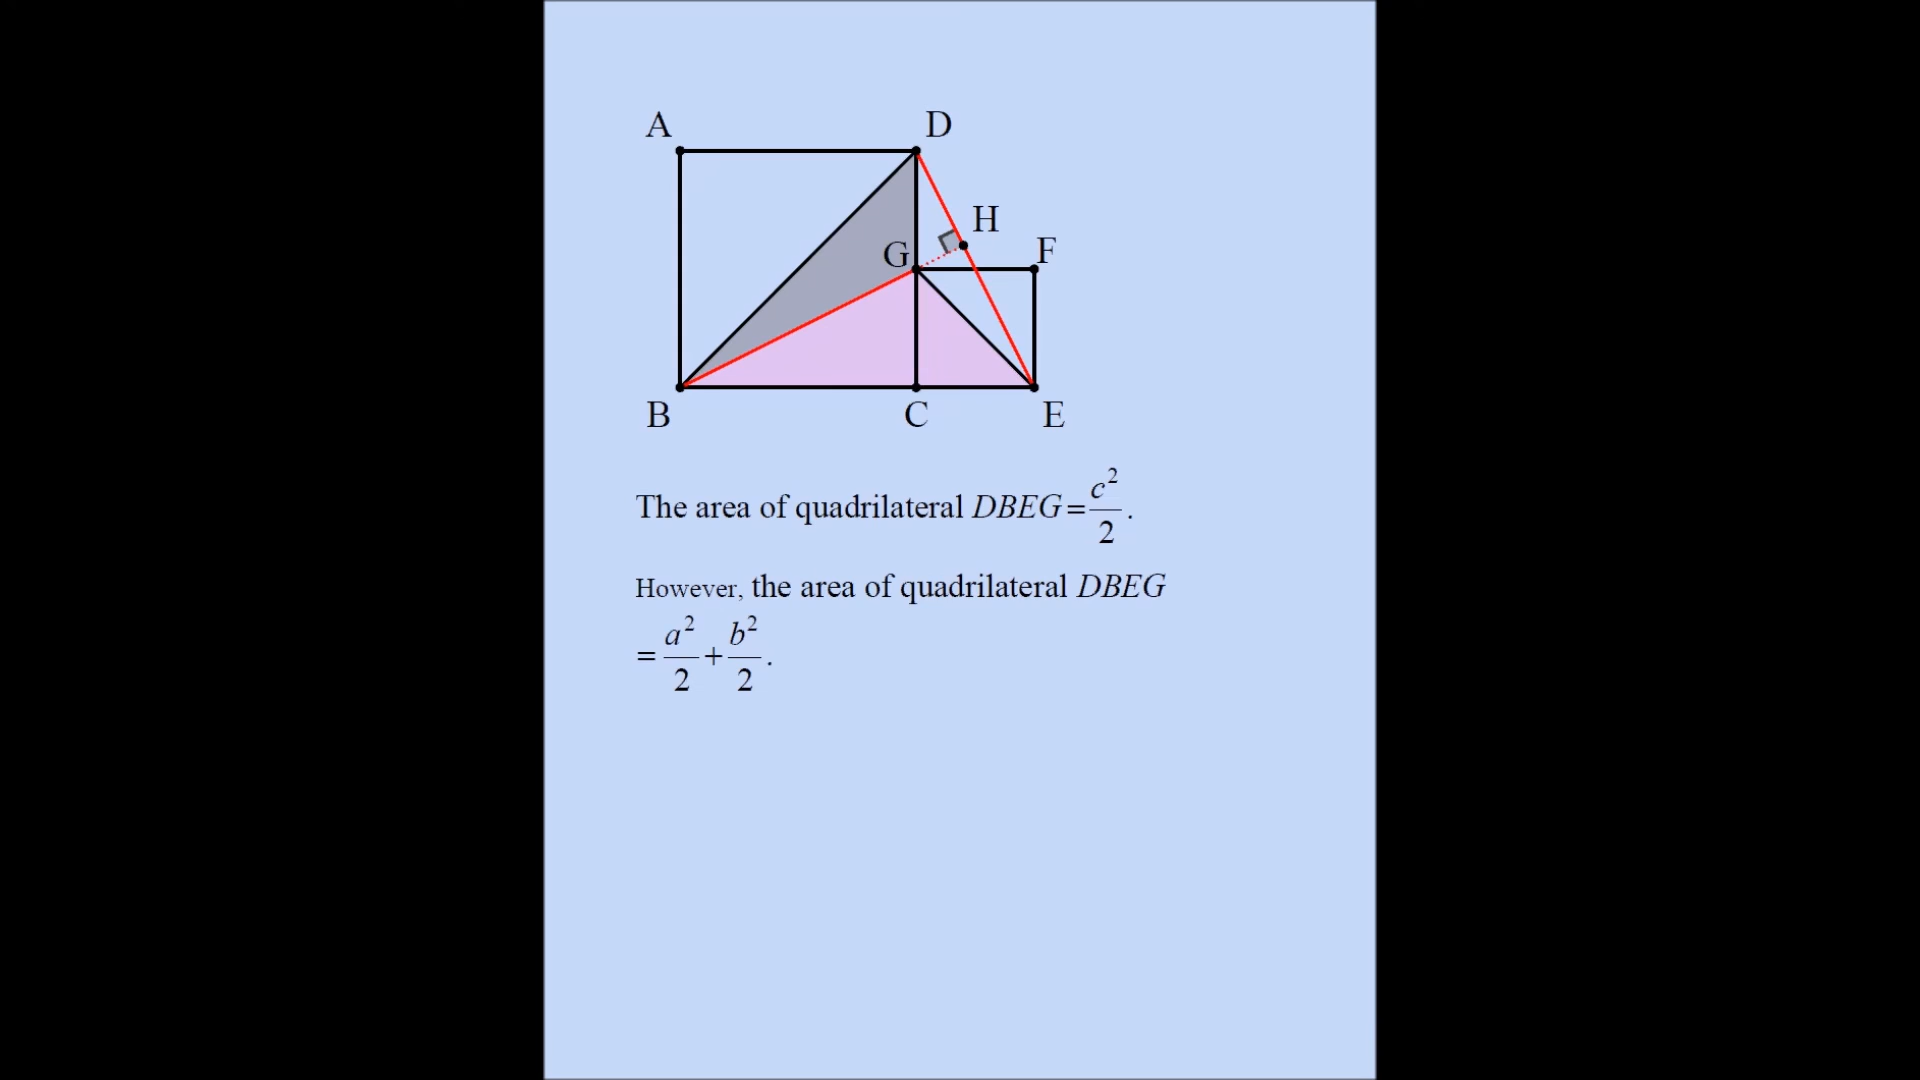 A D
H
G F
B C E
The area of quadrilateral DBEG = c²/2.
However, the area of quadrilateral DBEG
= a²/2 + b²/2.